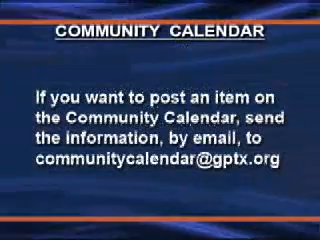 COMMUNITY CALENDAR
If you want to post an item on
the Community Calendar, send
the information, by email, to
communitycalendar@gptx.org